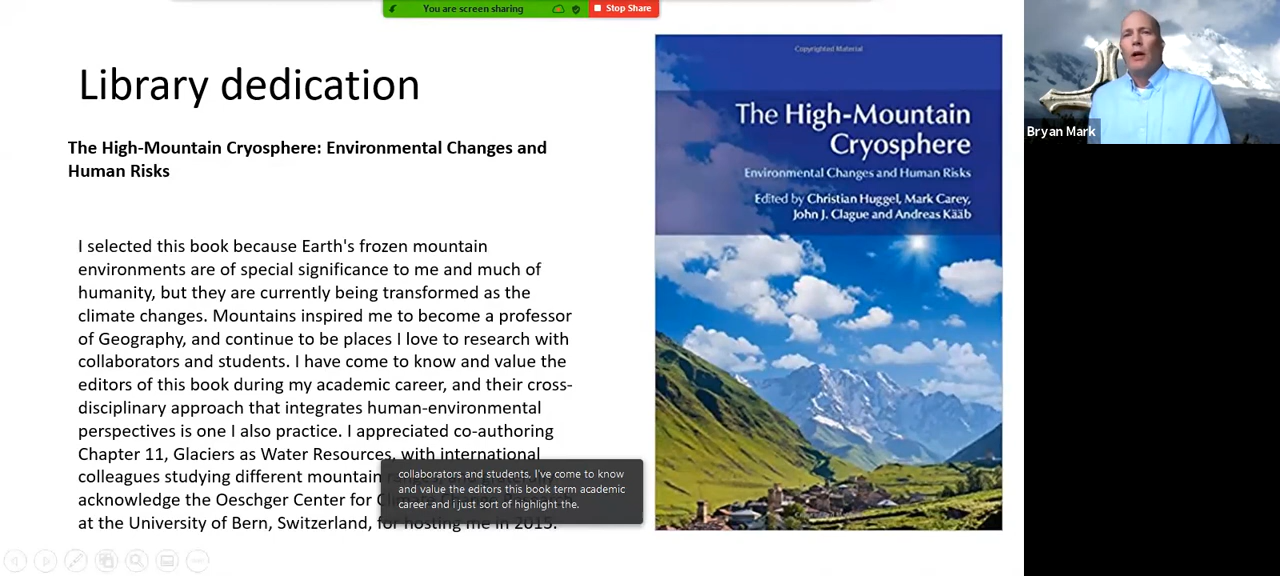 You are screen sharing
Stop Share
Library dedication
The High-Mountain Cryosphere: Environmental Changes and
Human Risks
I selected this book because Earth's frozen mountain
environments are of special significance to me and much of
humanity, but they are currently being transformed as the
climate changes. Mountains inspired me to become a professor
of Geography, and continue to be places I love to research with
collaborators and students. I have come to know and value the
editors of this book during my academic career, and their cross-
disciplinary approach that integrates human-environmental
perspectives is one I also practice. I appreciated co-authoring
Chapter 11, Glaciers as Water Resources, with international
colleagues studying different mountain
acknowledge the Oeschger Center for
at the University of Bern, Switzerland, for hosting me in 2015.
collaborators and students. I've come to know
and value the editors this book term academic
career and i just sort of highlight the.
Copyrighted Material
The High-Mountain
Cryosphere
Environmental Changes and Human Risks
Edited by Christian Huggel, Mark Carey,
John J. Clague and Andreas Kääb
Bryan Mark